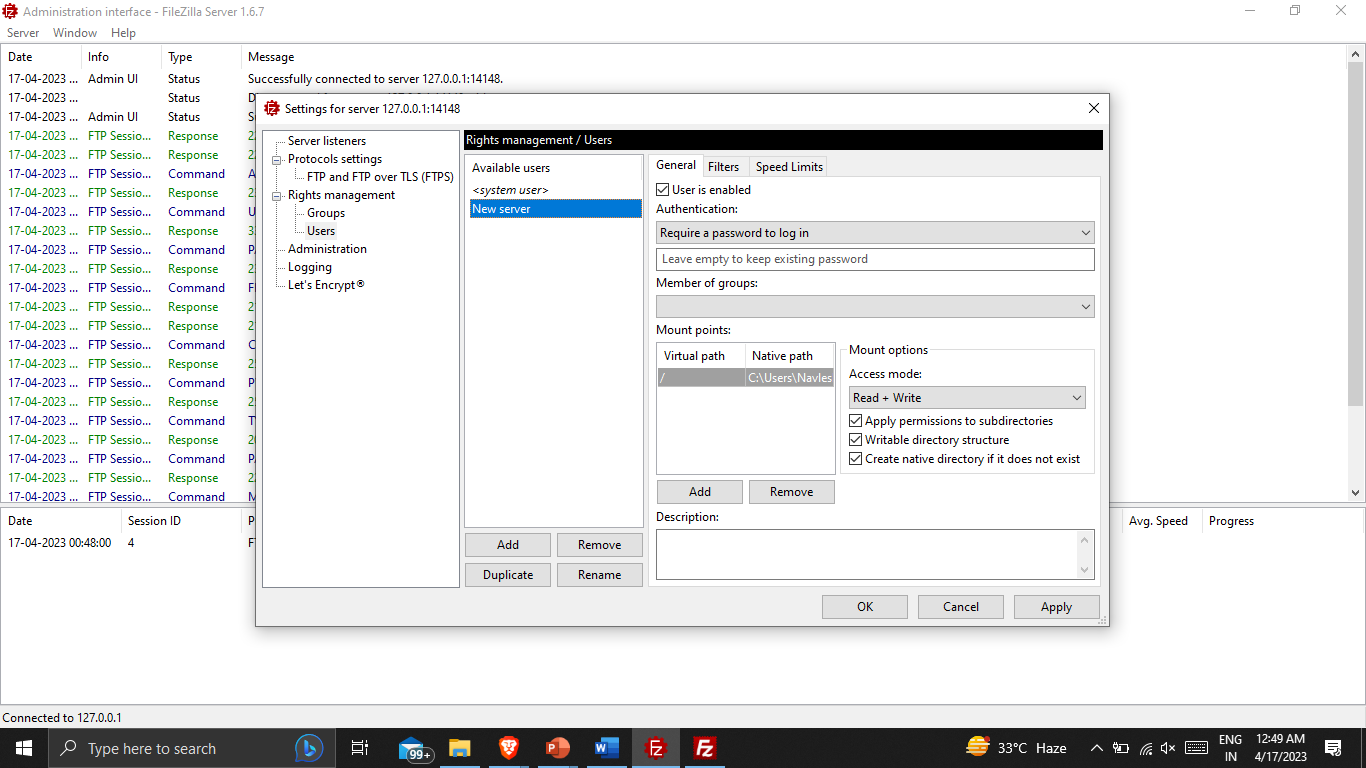 Administration interface - FileZilla Server 1.6.7
Server Window Help
Date Info Type Message
17-04-2023 ... Admin UI Status Successfully connected to server 127.0.0.1:14148.
17-04-2023 ... Status
17-04-2023 ... Admin UI Status
17-04-2023 ... FTP Sessio... Response
17-04-2023 ... FTP Sessio... Response
17-04-2023 ... FTP Sessio... Command
17-04-2023 ... FTP Sessio... Response
17-04-2023 ... FTP Sessio... Command
17-04-2023 ... FTP Sessio... Response
17-04-2023 ... FTP Sessio... Command
17-04-2023 ... FTP Sessio... Response
17-04-2023 ... FTP Sessio... Command
17-04-2023 ... FTP Sessio... Response
17-04-2023 ... FTP Sessio... Response
17-04-2023 ... FTP Sessio... Command
17-04-2023 ... FTP Sessio... Response
17-04-2023 ... FTP Sessio... Command
17-04-2023 ... FTP Sessio... Response
17-04-2023 ... FTP Sessio... Command
17-04-2023 ... FTP Sessio... Response
17-04-2023 ... FTP Sessio... Command
17-04-2023 ... FTP Sessio... Response
17-04-2023 ... FTP Sessio... Command
Settings for server 127.0.0.1:14148
Server listeners
Protocols settings
FTP and FTP over TLS (FTPS)
Rights management
Groups
Users
Administration
Logging
Let's Encrypt®
Rights management / Users
Available users
<system user>
New server
Add Remove
Duplicate Rename
General Filters Speed Limits
User is enabled
Authentication:
Require a password to log in
Leave empty to keep existing password
Member of groups:
Mount points:
Virtual path Native path
/ C:\Users\Navles
Add Remove
Mount options
Access mode:
Read + Write
Apply permissions to subdirectories
Writable directory structure
Create native directory if it does not exist
Description:
OK Cancel Apply
Date Session ID Avg. Speed Progress
17-04-2023 00:48:00 4
Connected to 127.0.0.1
Type here to search
99+
33°C Haze
ENG
IN
12:49 AM
4/17/2023